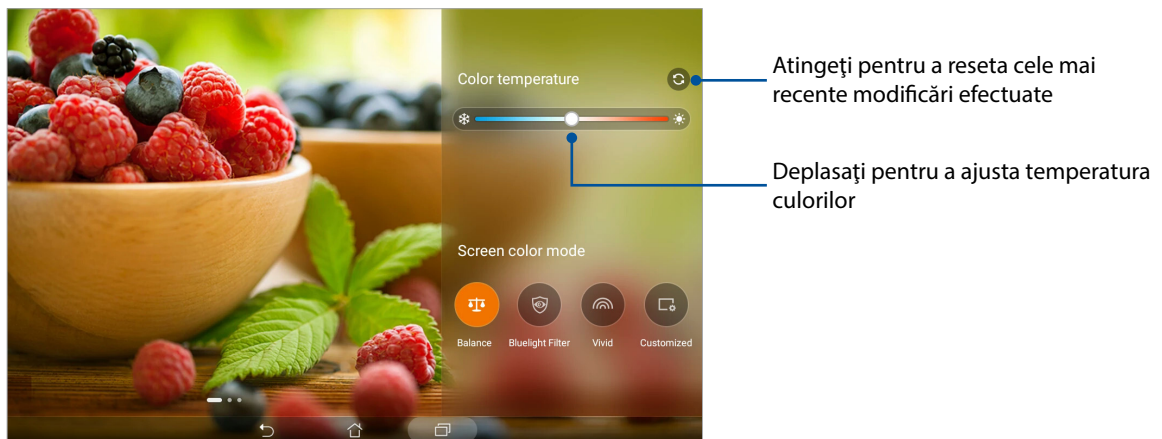 Color temperature
Atingeţi pentru a reseta cele mai
recente modificări efectuate
Deplasaţi pentru a ajusta temperatura
culorilor
Screen color mode
Balance
Bluelight Filter
Vivid
Customized